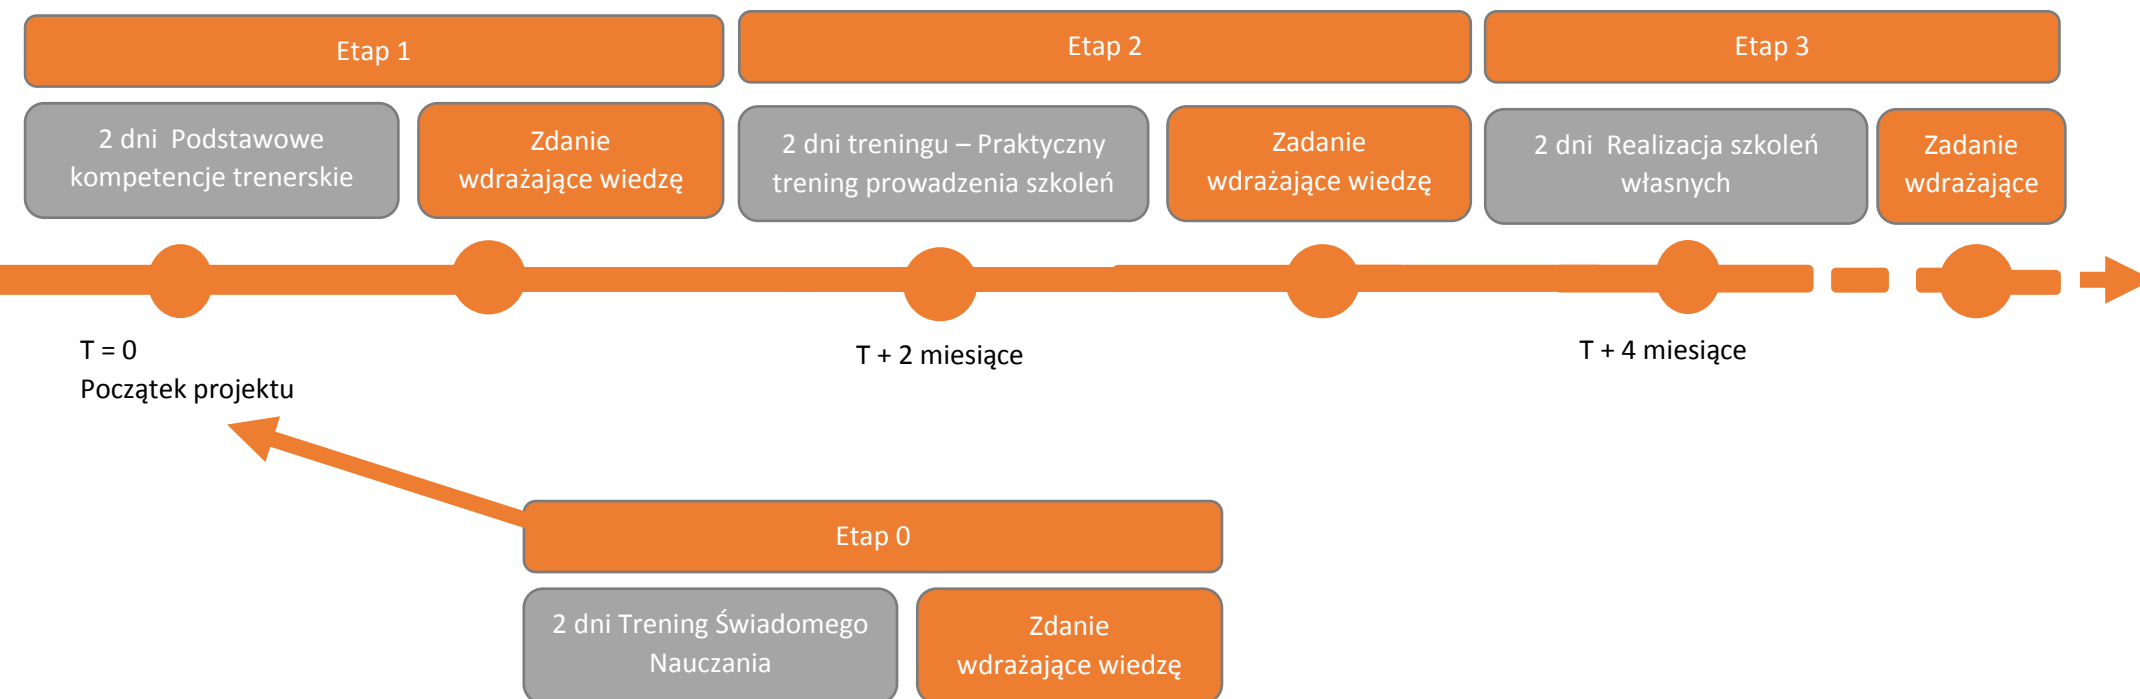 Etap 1
Etap 2
Etap 3
2 dni  Podstawowe
kompetencje trenerskie
Zdanie
wdrażające wiedzę
2 dni treningu – Praktyczny
trening prowadzenia szkoleń
Zadanie
wdrażające wiedzę
2 dni  Realizacja szkoleń
własnych
Zadanie
wdrażające
T = 0
Początek projektu
T + 2 miesiące
T + 4 miesiące
Etap 0
2 dni Trening Świadomego
Nauczania
Zdanie
wdrażające wiedzę